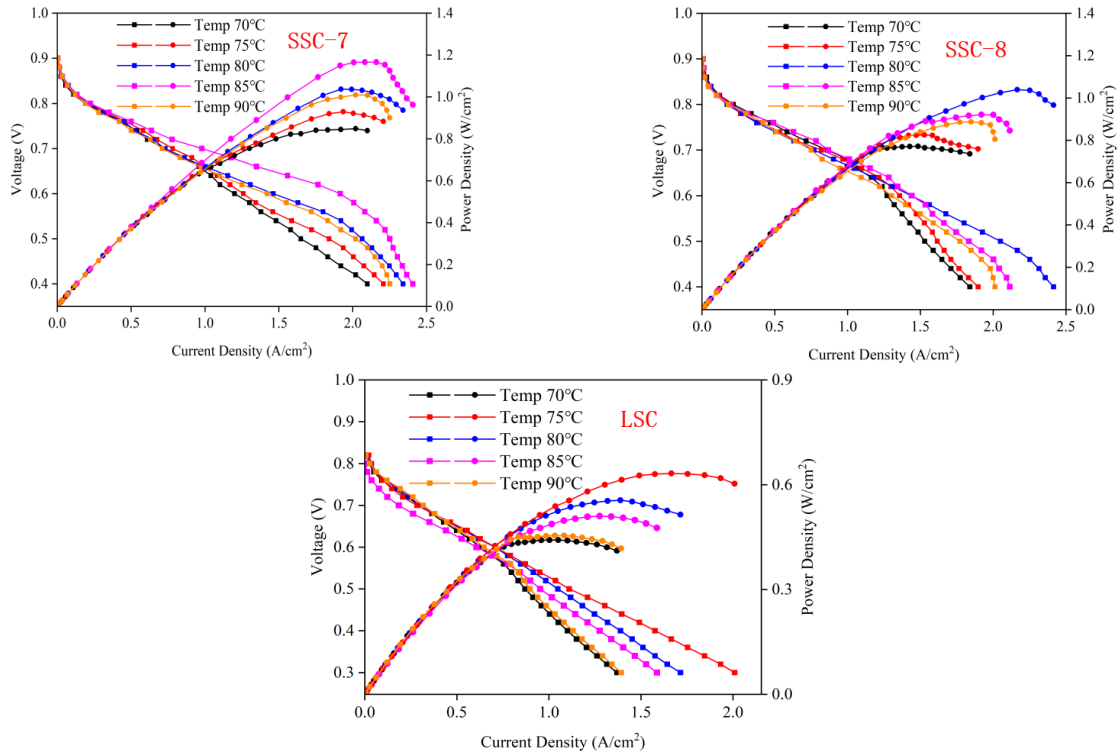 SSC-7
Temp 70℃
Temp 75℃
Temp 80℃
Temp 85℃
Temp 90℃
Voltage (V)
1.0
0.9
0.8
0.7
0.6
0.5
0.4
Power Density (W/cm²)
1.4
1.2
1.0
0.8
0.6
0.4
0.2
0.0
0.0 0.5 1.0 1.5 2.0 2.5
Current Density (A/cm²)
SSC-8
Temp 70℃
Temp 75℃
Temp 80℃
Temp 85℃
Temp 90℃
Voltage (V)
1.0
0.9
0.8
0.7
0.6
0.5
0.4
Power Density (W/cm²)
1.4
1.2
1.0
0.8
0.6
0.4
0.2
0.0
0.0 0.5 1.0 1.5 2.0 2.5
Current Density (A/cm²)
LSC
Temp 70℃
Temp 75℃
Temp 80℃
Temp 85℃
Temp 90℃
Voltage (V)
1.0
0.9
0.8
0.7
0.6
0.5
0.4
0.3
Power Density (W/cm²)
0.9
0.6
0.3
0.0
0.0 0.5 1.0 1.5 2.0
Current Density (A/cm²)